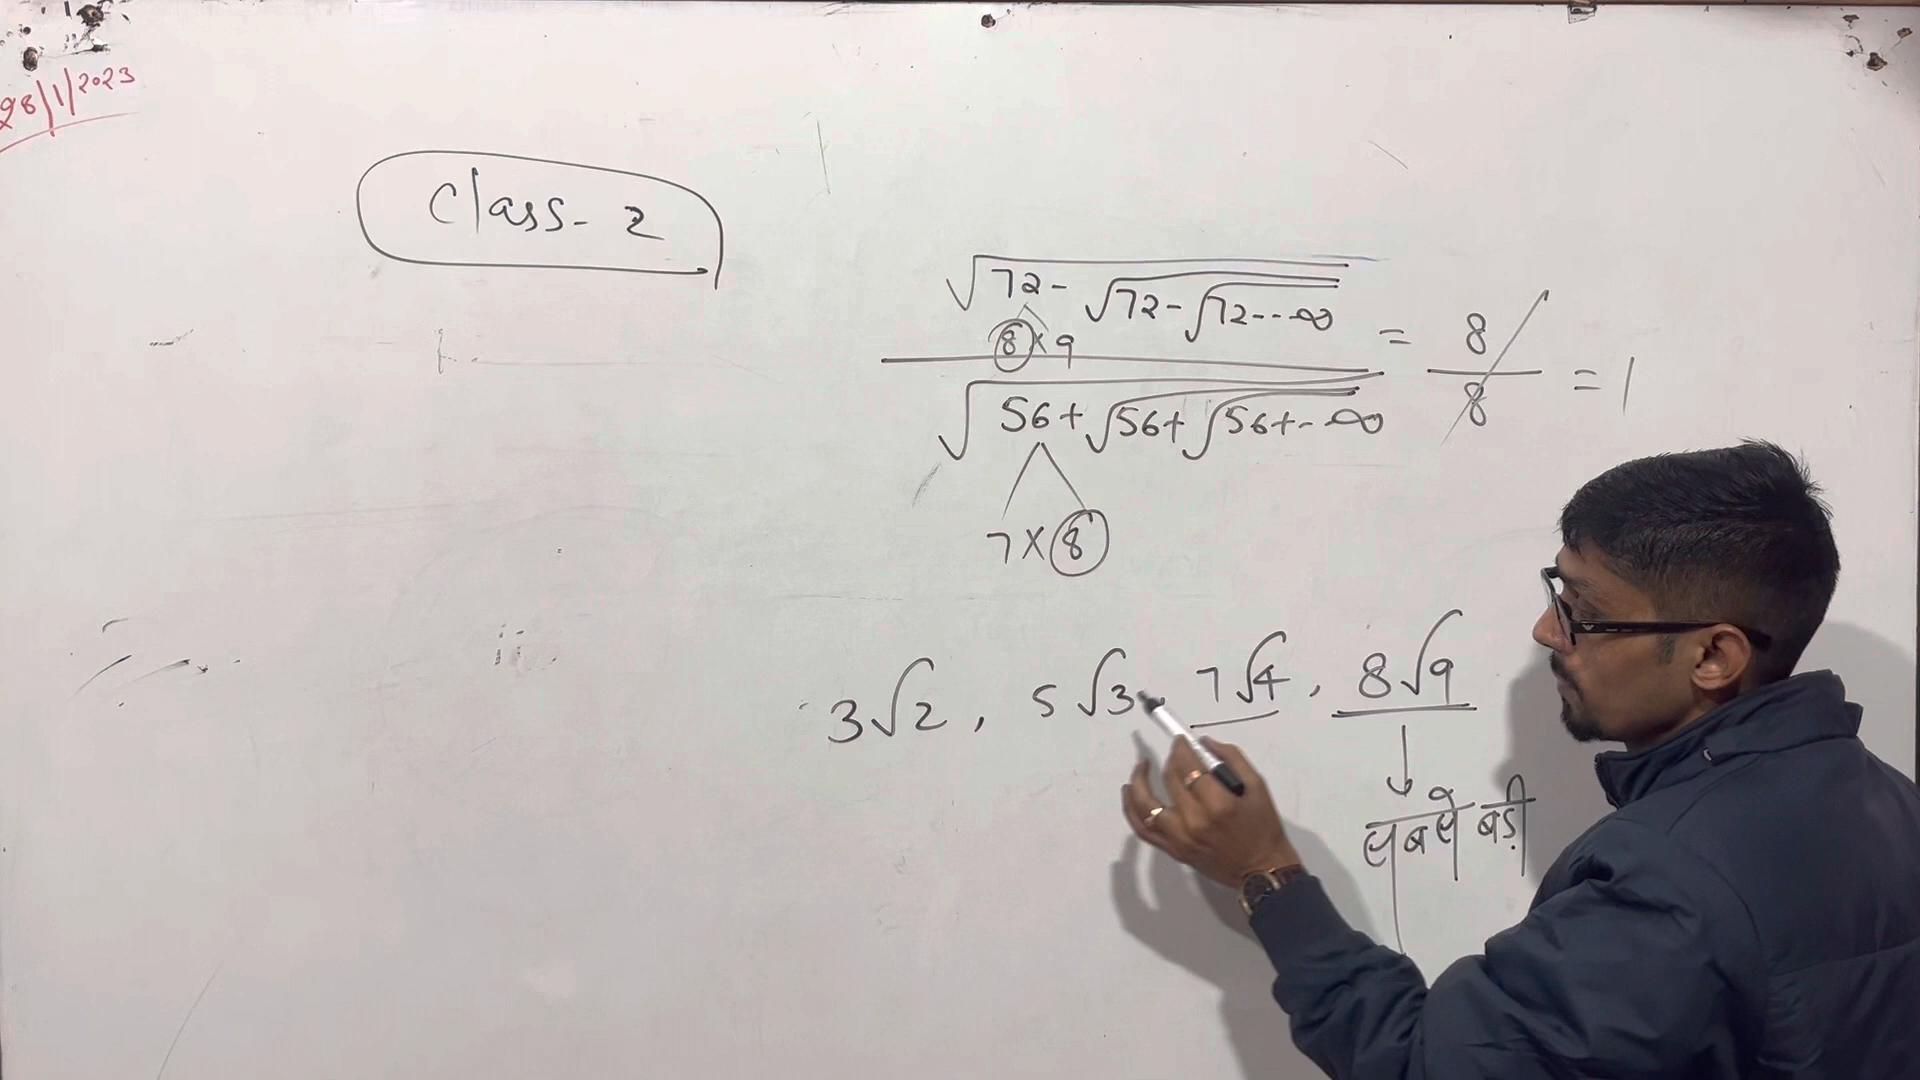 28/1/2023
Class-2
√72-√72-√72--∞
8×9
= 8/8 = 1
√56+√56+√56+-∞
7×8
3√2, 5√3, 7√4, 8√9
सबसे बड़ी